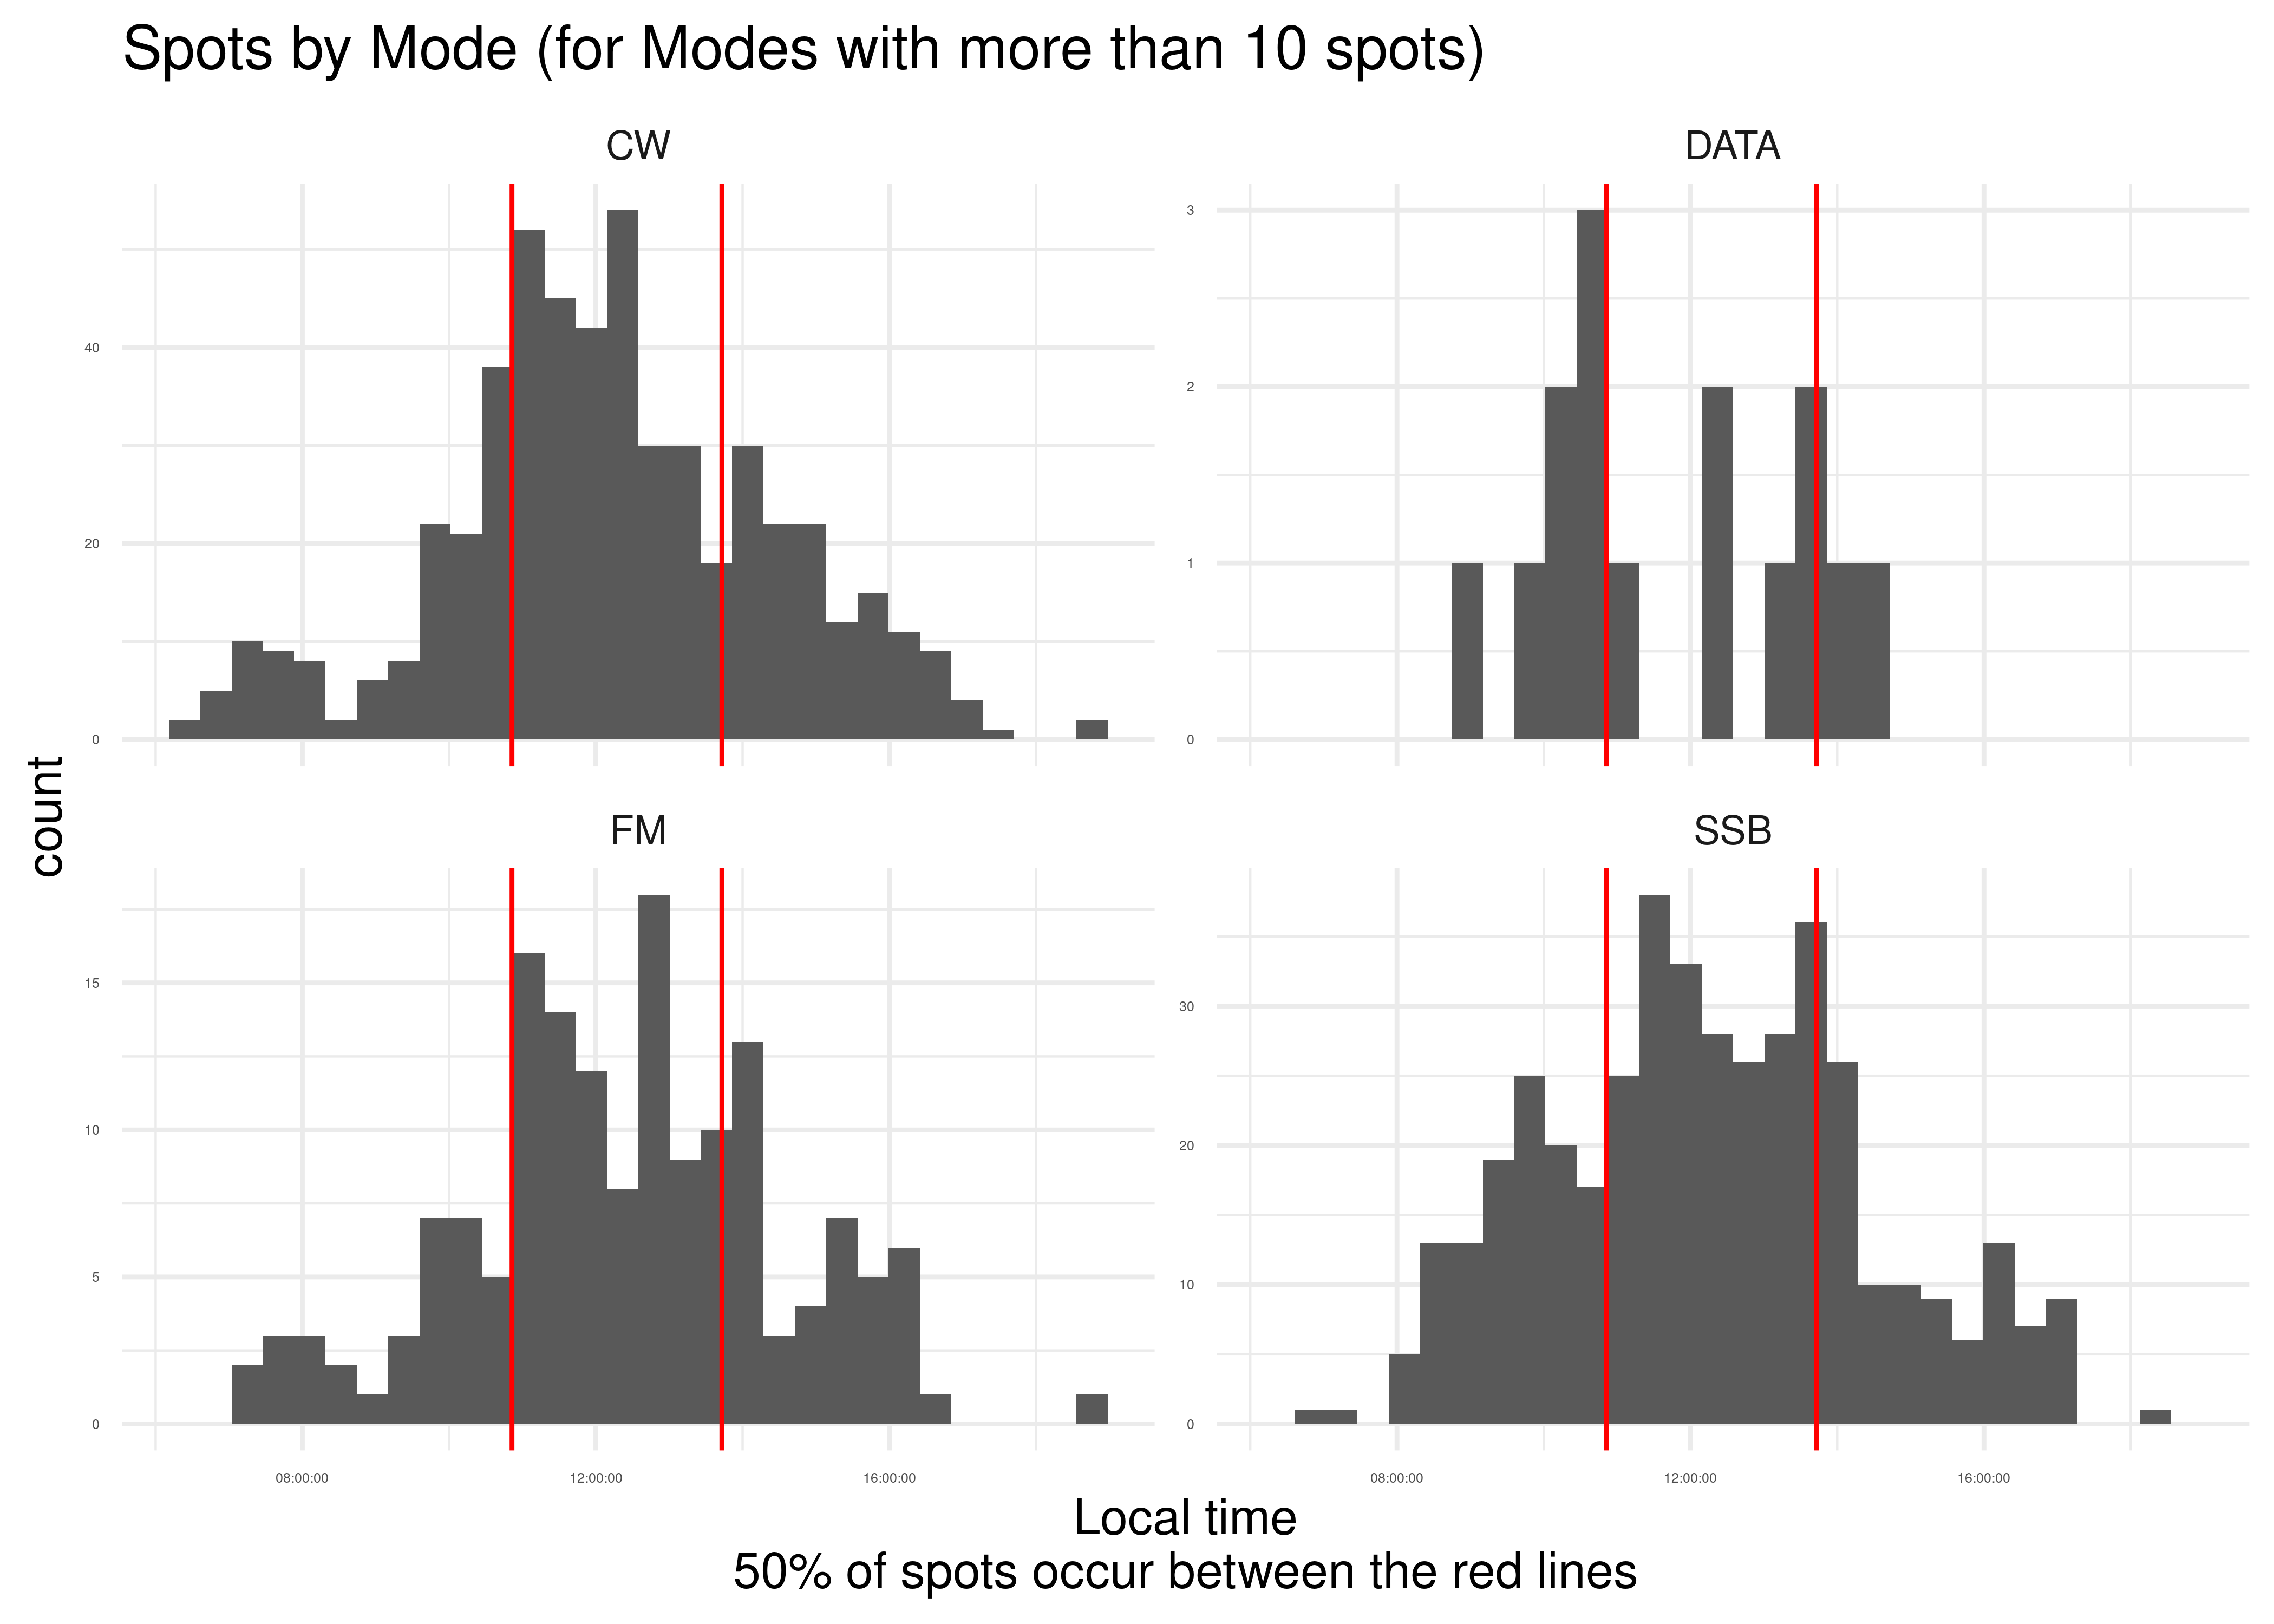 Spots by Mode (for Modes with more than 10 spots)
CW
DATA
40
20
0
3
2
1
0
count
FM
SSB
15
10
5
0
30
20
10
0
08:00:00 12:00:00 16:00:00
08:00:00 12:00:00 16:00:00
Local time
50% of spots occur between the red lines